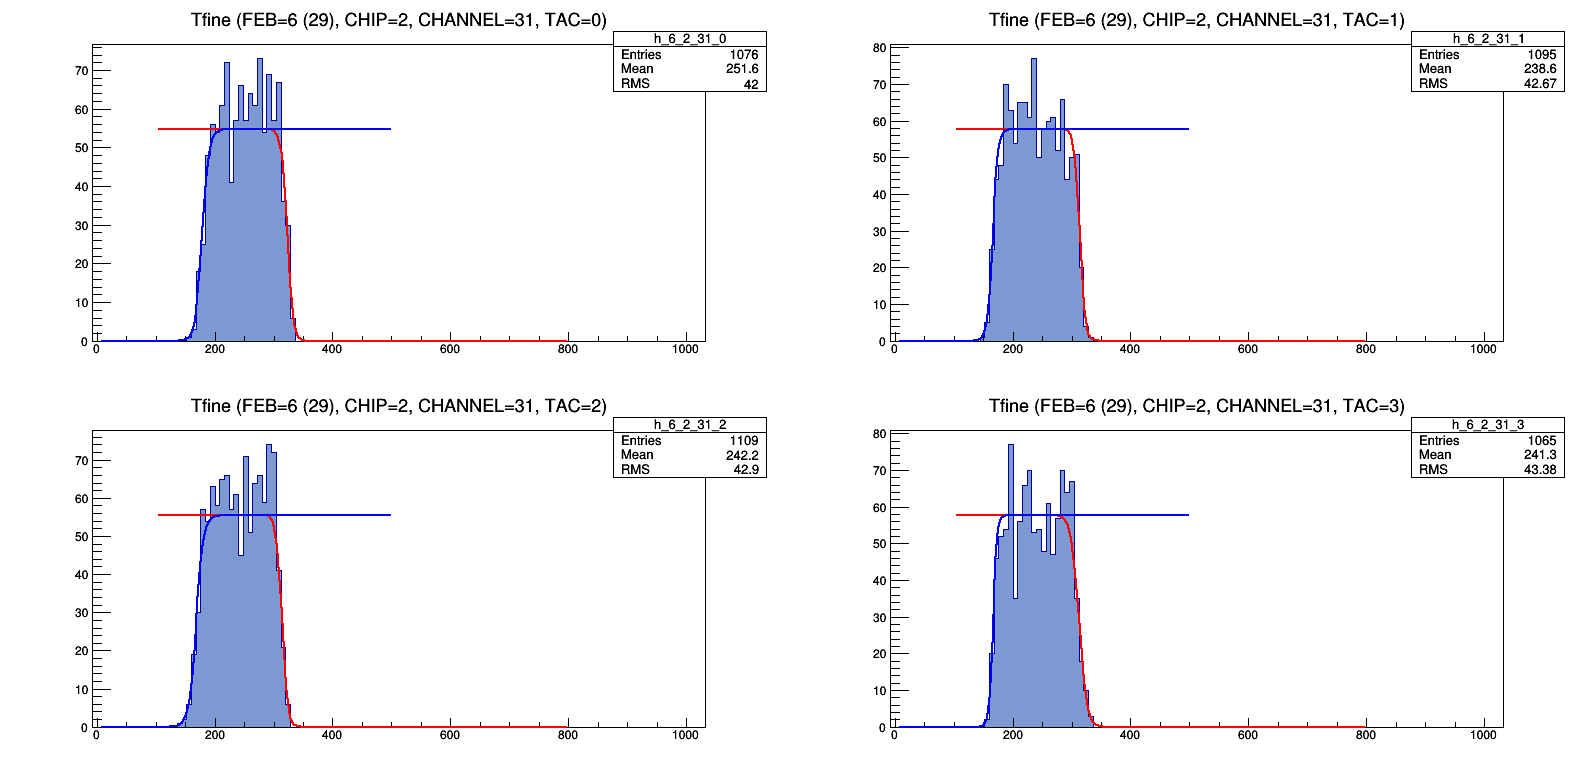 Tfine (FEB=6 (29), CHIP=2, CHANNEL=31, TAC=0)
h_6_2_31_0
Entries 1076
Mean 251.6
RMS 42
70
60
50
40
30
20
10
0
0 200 400 600 800 1000
Tfine (FEB=6 (29), CHIP=2, CHANNEL=31, TAC=1)
h_6_2_31_1
Entries 1095
Mean 238.6
RMS 42.67
80
70
60
50
40
30
20
10
0
0 200 400 600 800 1000
Tfine (FEB=6 (29), CHIP=2, CHANNEL=31, TAC=2)
h_6_2_31_2
Entries 1109
Mean 242.2
RMS 42.9
70
60
50
40
30
20
10
0
0 200 400 600 800 1000
Tfine (FEB=6 (29), CHIP=2, CHANNEL=31, TAC=3)
h_6_2_31_3
Entries 1065
Mean 241.3
RMS 43.38
80
70
60
50
40
30
20
10
0
0 200 400 600 800 1000